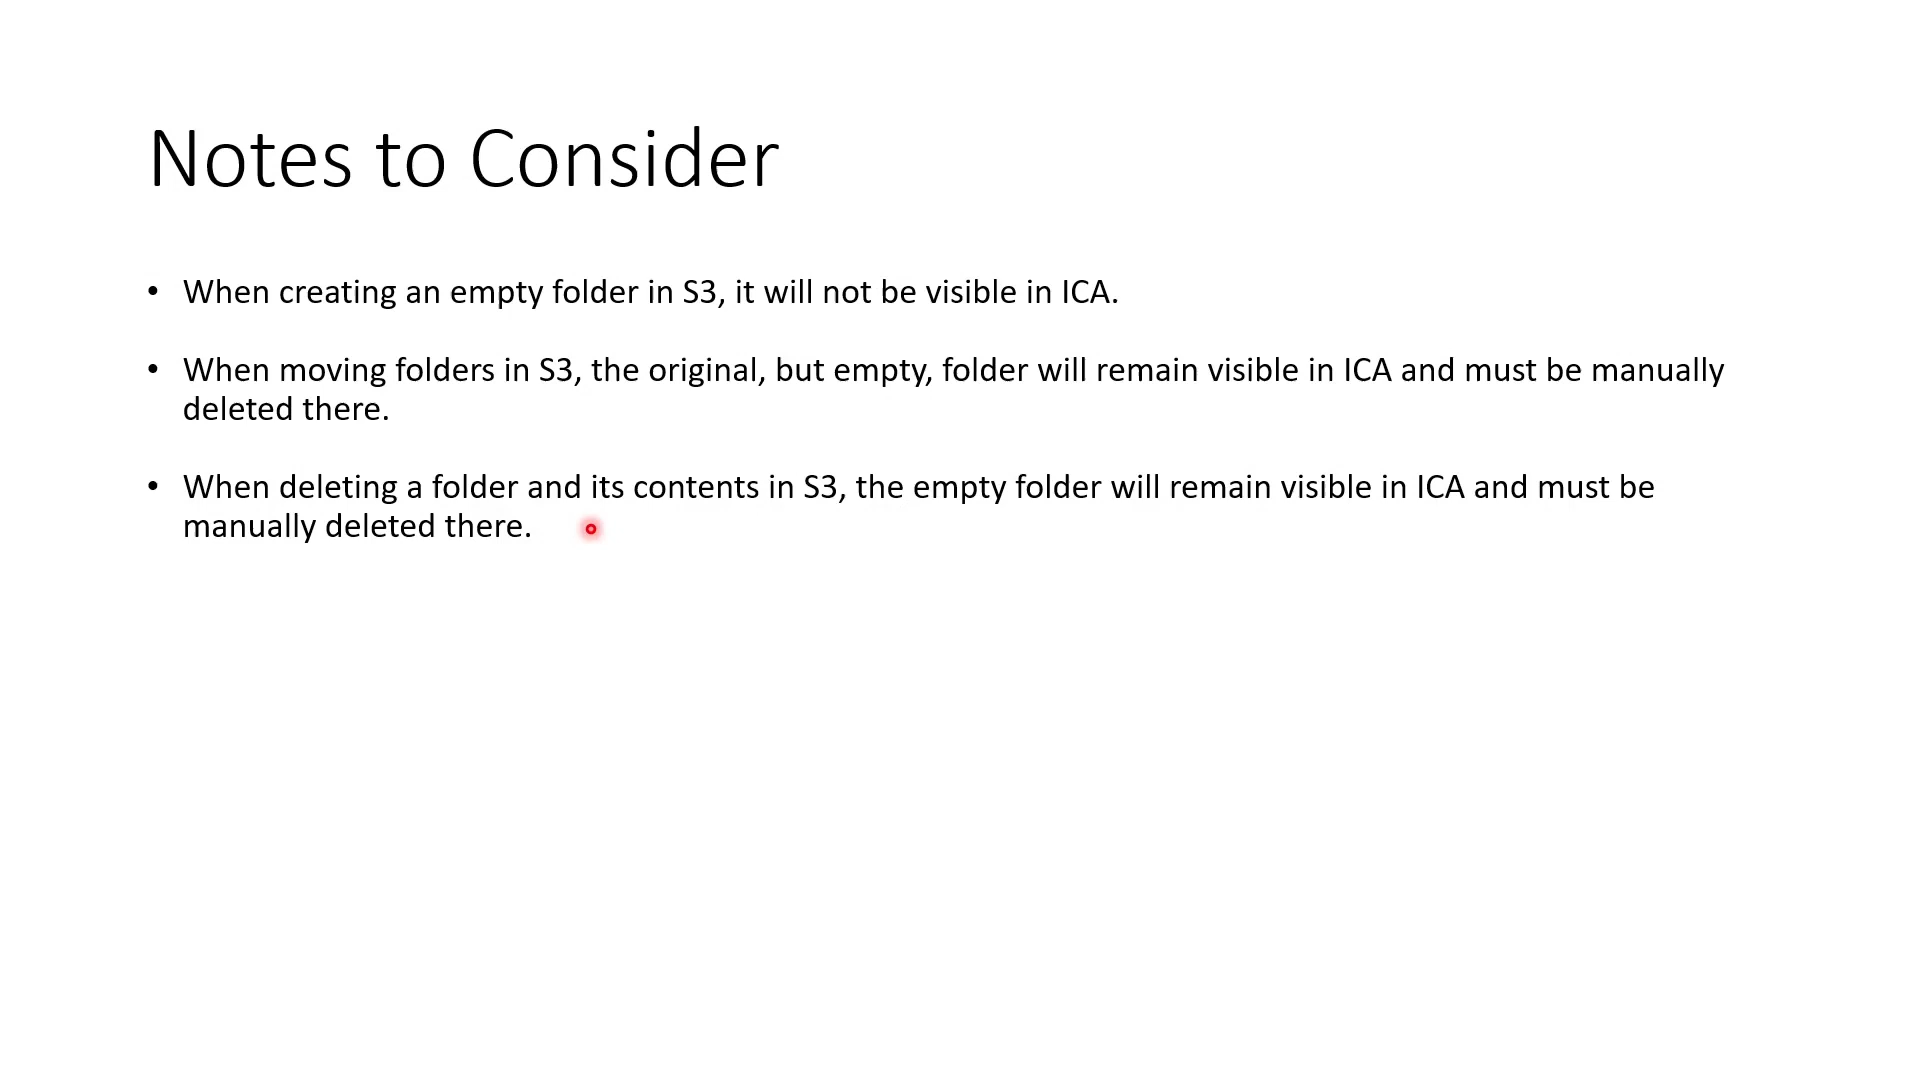 Notes to Consider
• When creating an empty folder in S3, it will not be visible in ICA.
• When moving folders in S3, the original, but empty, folder will remain visible in ICA and must be manually
deleted there.
• When deleting a folder and its contents in S3, the empty folder will remain visible in ICA and must be
manually deleted there.